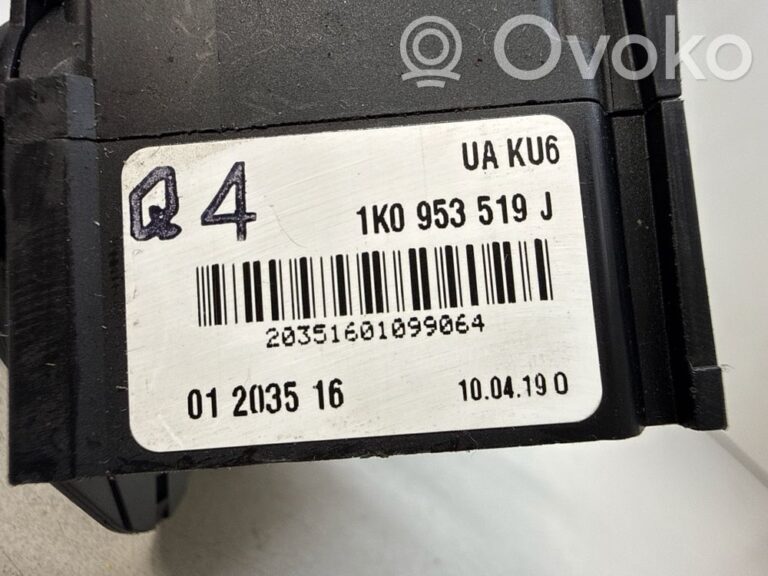 Ovoko
UA KU6
Q 4
1K0 953 519 J
20351601099064
01 2035 16
10.04.19 0